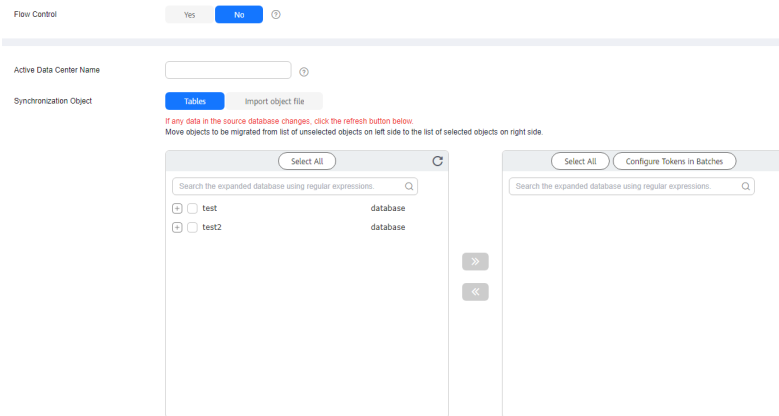 Flow Control Yes No
Active Data Center Name
Synchronization Object Tables Import object file
If any data in the source database changes, click the refresh button below.
Move objects to be migrated from list of unselected objects on left side to the list of selected objects on right side.
Select All Select All Configure Tokens in Batches
Search the expanded database using regular expressions. Search the expanded database using regular expressions.
test database
test2 database